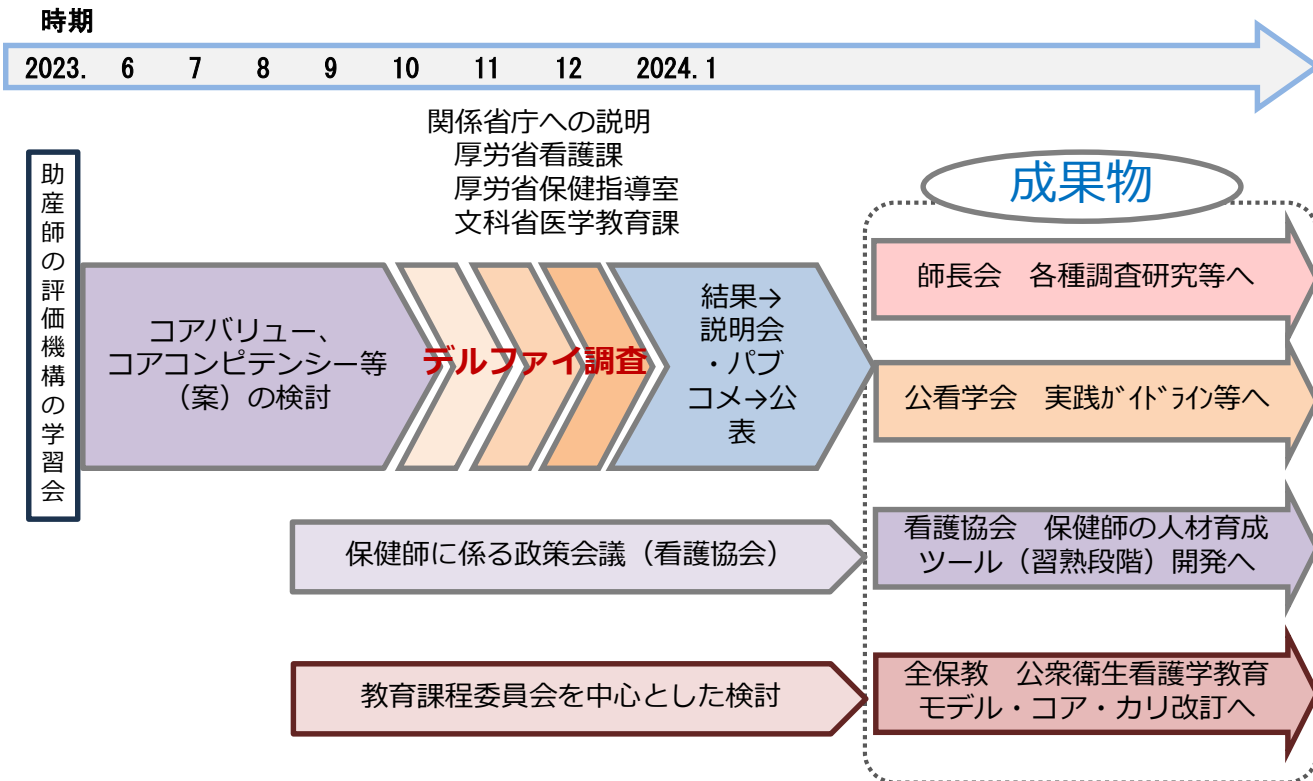 時期
2023. 6 7 8 9 10 11 12 2024.1
関係省庁への説明
厚労省看護課
厚労省保健指導室
文科省医学教育課
助産師の評価機構の学習会
コアバリュー、
コアコンピテンシー等
（案）の検討
デルファイ調査
結果→
説明会
・パブ
コメ→公
表
成果物
師長会　各種調査研究等へ
公看学会　実践ｶﾞｲﾄﾞﾗｲﾝ等へ
保健師に係る政策会議（看護協会）
看護協会　保健師の人材育成
ツール（習熟段階）開発へ
教育課程委員会を中心とした検討
全保教　公衆衛生看護学教育
モデル・コア・カリ改訂へ